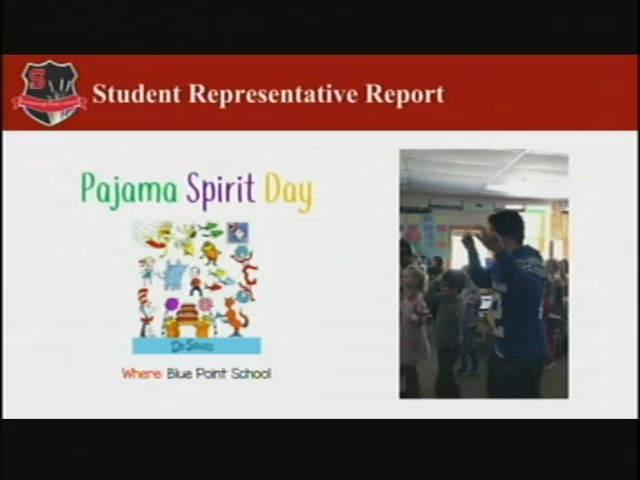 S
Student Representative Report
Pajama Spirit Day
Dr. Seuss
Where: Blue Point School